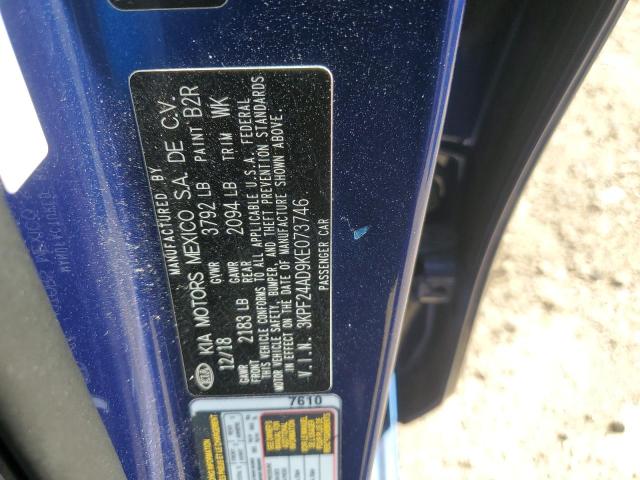 MANUFACTURED BY
KIA KIA MOTORS MEXICO S.A. DE C.V.
12/18 GVWR 3792 LB PAINT B2R
GAWR FRONT 2183 LB GAWR REAR 2094 LB TRIM WK
THIS VEHICLE CONFORMS TO ALL APPLICABLE U.S.A. FEDERAL
MOTOR VEHICLE SAFETY, BUMPER, AND THEFT PREVENTION STANDARDS
IN EFFECT ON THE DATE OF MANUFACTURE SHOWN ABOVE.
V.I.N. 3KPF24AD9KE073746
PASSENGER CAR
7610